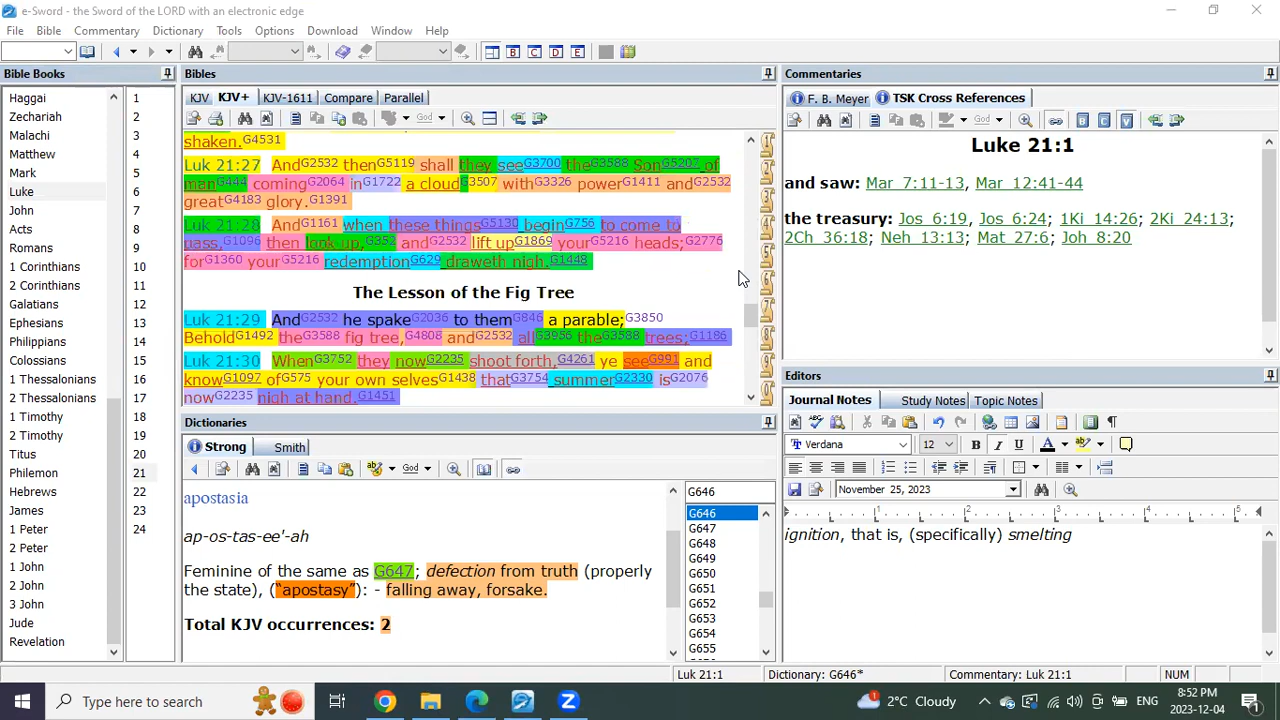 e-Sword - the Sword of the LORD with an electronic edge
File Bible Commentary Dictionary Tools Options Download Window Help
B C D E
Bible Books
Haggai
Zechariah
Malachi
Matthew
Mark
Luke
John
Acts
Romans
1 Corinthians
2 Corinthians
Galatians
Ephesians
Philippians
Colossians
1 Thessalonians
2 Thessalonians
1 Timothy
2 Timothy
Titus
Philemon
Hebrews
James
1 Peter
2 Peter
1 John
2 John
3 John
Jude
Revelation
1
2
3
4
5
6
7
8
9
10
11
12
13
14
15
16
17
18
19
20
21
22
23
24
Bibles
KJV KJV+ KJV-1611 Compare Parallel
God
shaken.G4531
Luk 21:27 AndG2532 thenG5119 shall they seeG3700 theG3588 SonG5207 of
manG444 comingG2064 inG1722 a cloudG3507 withG3326 powerG1411 andG2532
greatG4183 glory.G1391
Luk 21:28 AndG1161 when these thingsG5130 beginG756 to come to
pass,G1096 then look up,G352 andG2532 lift upG1869 yourG5216 heads;G2776
forG1360 yourG5216 redemptionG629 draweth nigh.G1448
The Lesson of the Fig Tree
Luk 21:29 AndG2532 he spakeG2036 to themG846 a parable;G3850
BeholdG1492 theG3588 fig tree,G4808 andG2532 allG3956 theG3588 trees;G1186
Luk 21:30 WhenG3752 they nowG2235 shoot forth,G4261 ye seeG991 and
knowG1097 ofG575 your own selvesG1438 thatG3754 summerG2330 isG2076
nowG2235 nigh at hand.G1451
Dictionaries
Strong Smith
God
apostasia
ap-os-tas-ee'-ah
Feminine of the same as G647; defection from truth (properly
the state), (“apostasy”): - falling away, forsake.
Total KJV occurrences: 2
G646
G646
G647
G648
G649
G650
G651
G652
G653
G654
G655
Commentaries
F. B. Meyer TSK Cross References
God B C V
Luke 21:1
and saw: Mar 7:11-13, Mar 12:41-44
the treasury: Jos 6:19, Jos 6:24; 1Ki 14:26; 2Ki 24:13;
2Ch 36:18; Neh 13:13; Mat 27:6; Joh 8:20
Editors
Journal Notes Study Notes Topic Notes
Verdana 12 B I U A
November 25, 2023
1 2 3 4 5
ignition, that is, (specifically) smelting
Luk 21:1 Dictionary: G646* Commentary: Luk 21:1 NUM
Type here to search
2°C Cloudy
ENG
8:52 PM
2023-12-04
1